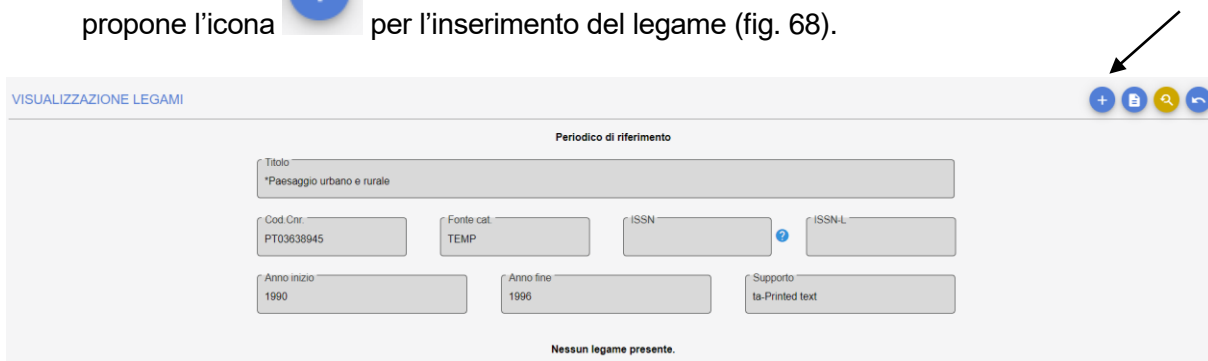 propone l’icona per l’inserimento del legame (fig. 68).
VISUALIZZAZIONE LEGAMI
Periodico di riferimento
Titolo
*Paesaggio urbano e rurale
Cod.Cnr. Fonte cat. ISSN ISSN-L
PT03638945 TEMP ?
Anno inizio Anno fine Supporto
1990 1996 ta-Printed text
Nessun legame presente.